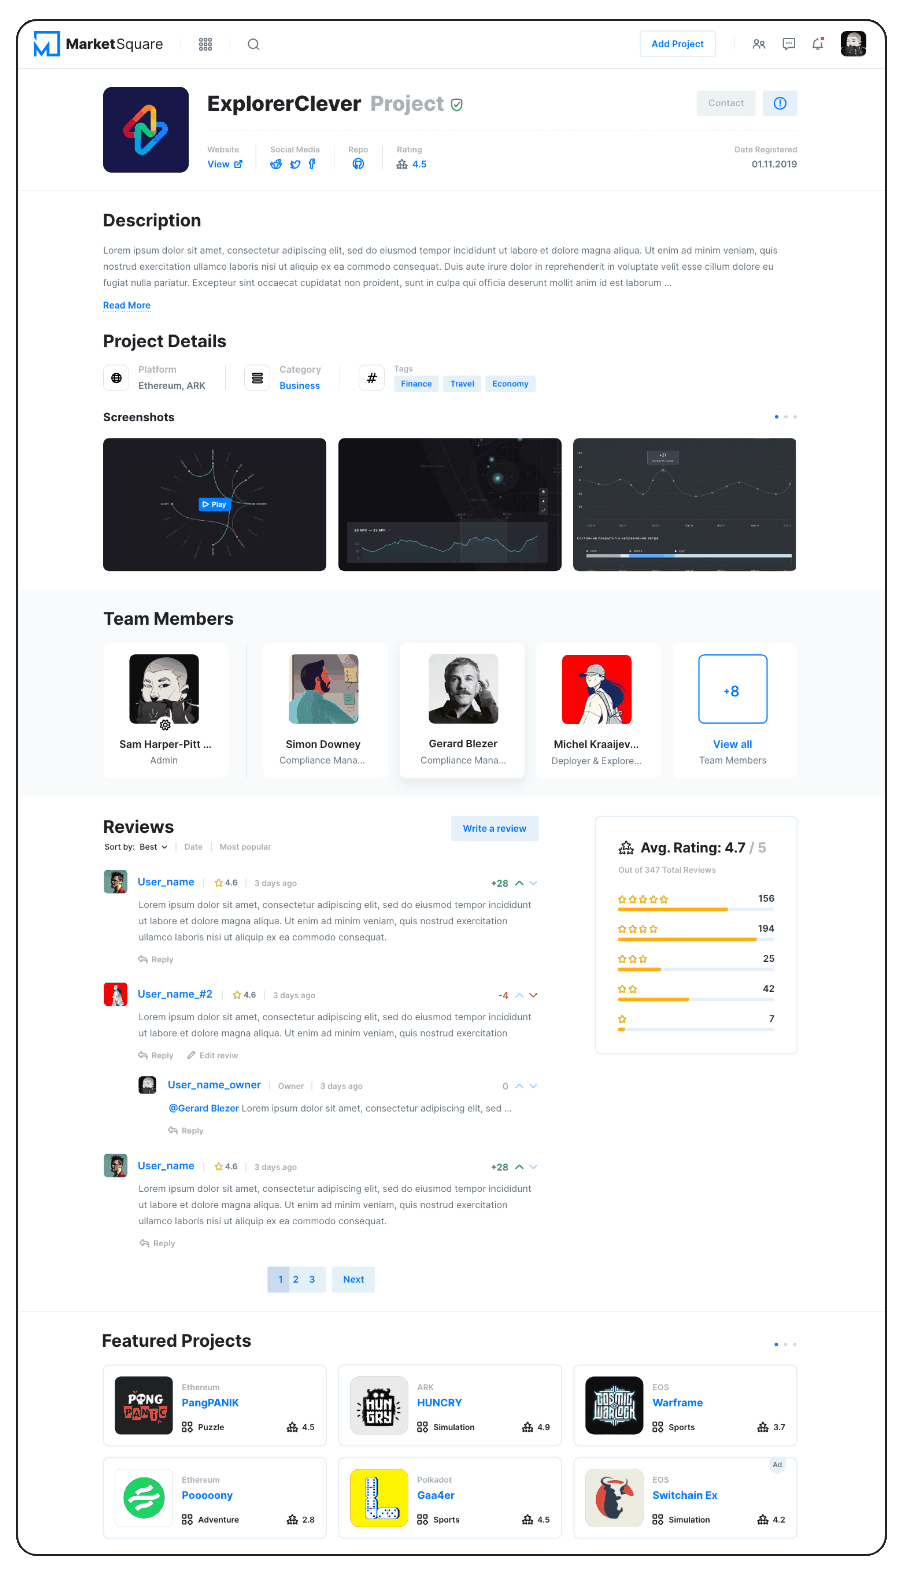 MarketSquare
Add Project
ExplorerClever Project
Contact
Website
Social Media
Repo
Rating
Date Registered
View
4.5
01.11.2019
Description
Lorem ipsum dolor sit amet, consectetur adipiscing elit, sed do eiusmod tempor incididunt ut labore et dolore magna aliqua. Ut enim ad minim veniam, quis
nostrud exercitation ullamco laboris nisi ut aliquip ex ea commodo consequat. Duis aute irure dolor in reprehenderit in voluptate velit esse cillum dolore eu
fugiat nulla pariatur. Excepteur sint occaecat cupidatat non proident, sunt in culpa qui officia deserunt mollit anim id est laborum ...
Read More
Project Details
Platform
Ethereum, ARK
Category
Business
Tags
Finance
Travel
Economy
Screenshots
Play
Team Members
Sam Harper-Pitt ...
Admin
Simon Downey
Compliance Mana...
Gerard Blezer
Compliance Mana...
Michel Kraaijev...
Deployer & Explore...
+8
View all
Team Members
Reviews
Sort by: Best
Date
Most popular
Write a review
User_name
4.6
3 days ago
+28
Lorem ipsum dolor sit amet, consectetur adipiscing elit, sed do eiusmod tempor incididunt
ut labore et dolore magna aliqua. Ut enim ad minim veniam, quis nostrud exercitation
ullamco laboris nisi ut aliquip ex ea commodo consequat.
Reply
User_name_#2
4.6
3 days ago
-4
Lorem ipsum dolor sit amet, consectetur adipiscing elit, sed do eiusmod tempor incididunt
ut labore et dolore magna aliqua. Ut enim ad minim veniam, quis nostrud exercitation
Reply
Edit reviw
User_name_owner
Owner
3 days ago
0
@Gerard Blezer Lorem ipsum dolor sit amet, consectetur adipiscing elit, sed ...
Reply
User_name
4.6
3 days ago
+28
Lorem ipsum dolor sit amet, consectetur adipiscing elit, sed do eiusmod tempor incididunt
ut labore et dolore magna aliqua. Ut enim ad minim veniam, quis nostrud exercitation
ullamco laboris nisi ut aliquip ex ea commodo consequat.
Reply
1 2 3 Next
Avg. Rating: 4.7 / 5
Out of 347 Total Reviews
156
194
25
42
7
Featured Projects
PONG PANIC
Ethereum
PangPANIK
Puzzle
4.5
HUNGRY
ARK
HUNCRY
Simulation
4.9
COSMIC WARLOCK
EOS
Warframe
Sports
3.7
Ethereum
Pooooony
Adventure
2.8
Polkadot
Gaa4er
Sports
4.5
Ad
EOS
Switchain Ex
Simulation
4.2